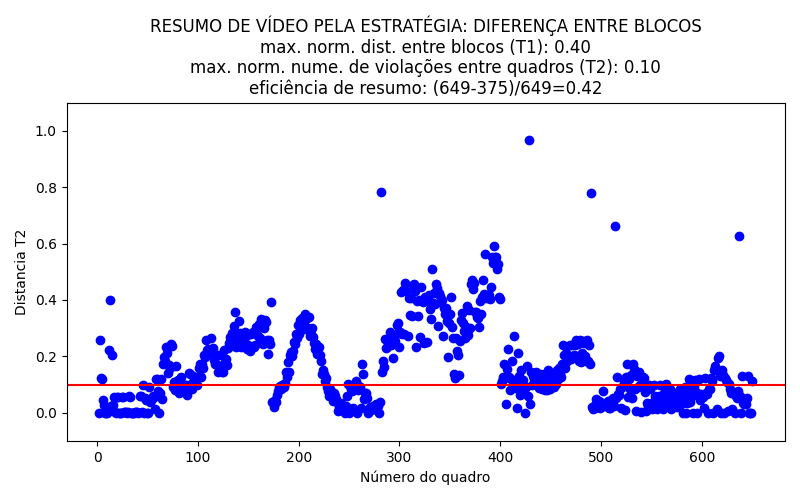 RESUMO DE VÍDEO PELA ESTRATÉGIA: DIFERENÇA ENTRE BLOCOS
max. norm. dist. entre blocos (T1): 0.40
max. norm. nume. de violações entre quadros (T2): 0.10
eficiência de resumo: (649-375)/649=0.42
1.0
0.8
0.6
0.4
0.2
0.0
Distancia T2
0 100 200 300 400 500 600
Número do quadro